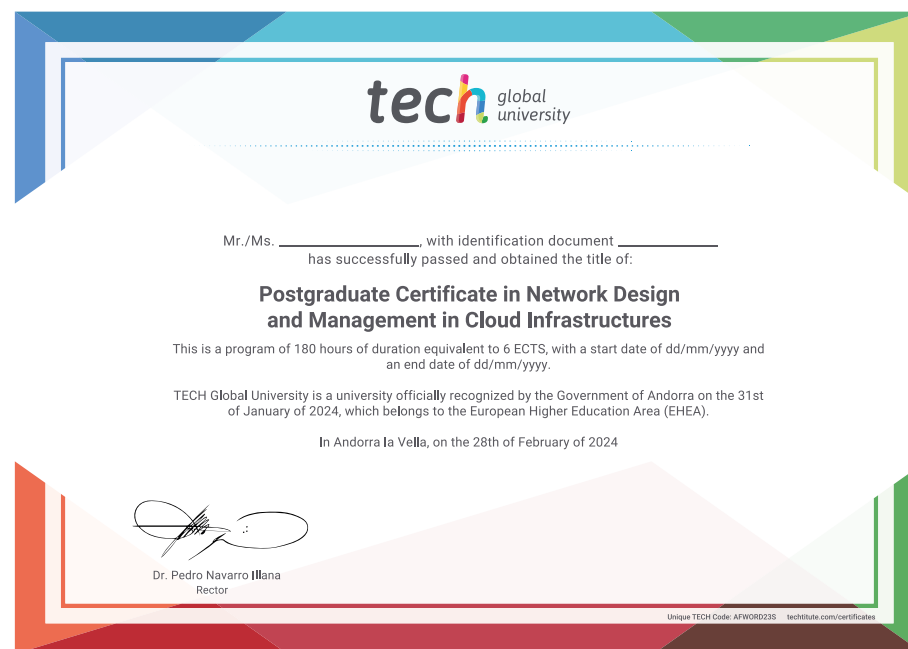 tech global
university
Mr./Ms. ____________________, with identification document ______________
has successfully passed and obtained the title of:
Postgraduate Certificate in Network Design
and Management in Cloud Infrastructures
This is a program of 180 hours of duration equivalent to 6 ECTS, with a start date of dd/mm/yyyy and
an end date of dd/mm/yyyy.
TECH Global University is a university officially recognized by the Government of Andorra on the 31st
of January of 2024, which belongs to the European Higher Education Area (EHEA).
In Andorra la Vella, on the 28th of February of 2024
Dr. Pedro Navarro Illana
Rector
Unique TECH Code: AFWORD23S techtitute.com/certificates